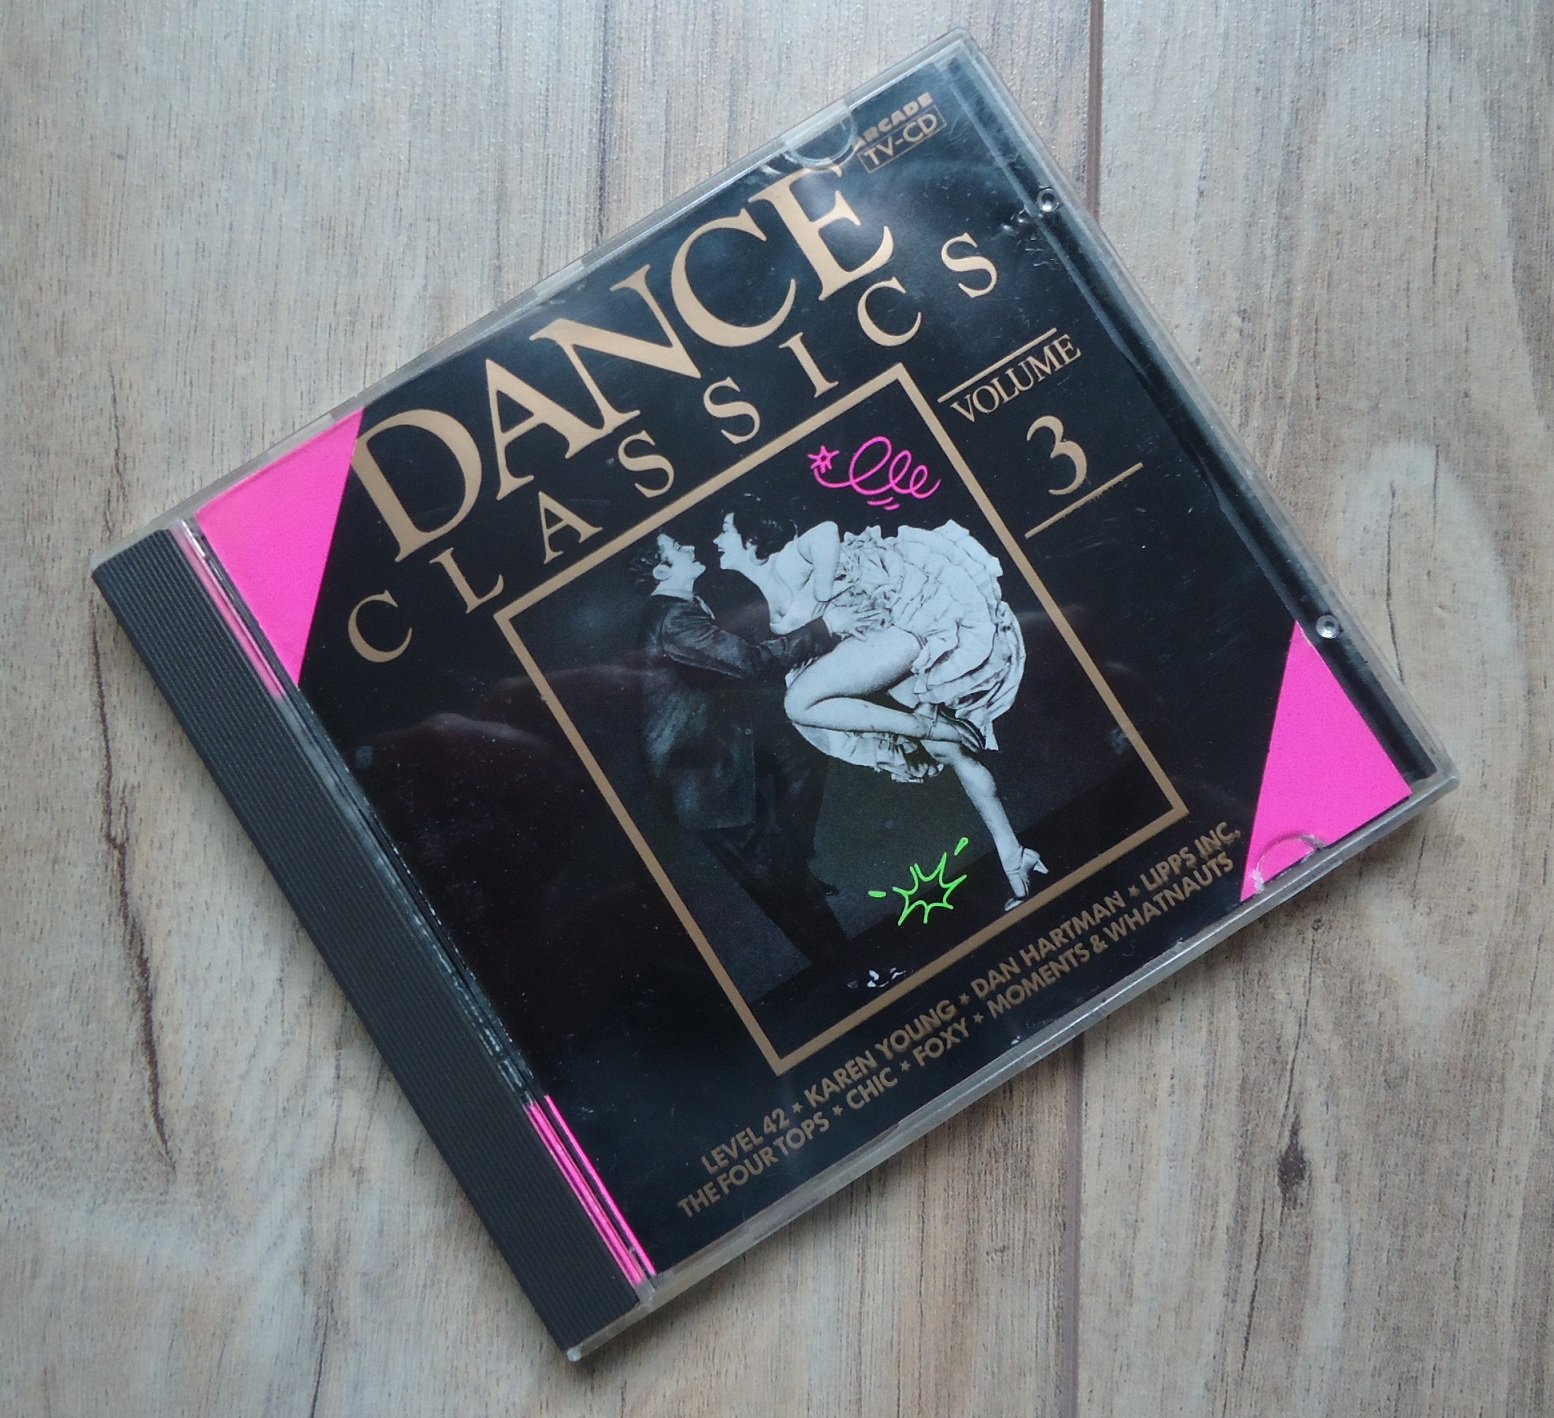 ARCADE
TV-CD
DANCE
CLASSICS
VOLUME
3
LEVEL 42 * KAREN YOUNG * DAN HARTMAN * LIPPS INC.
THE FOUR TOPS * CHIC * FOXY * MOMENTS & WHATNAUTS